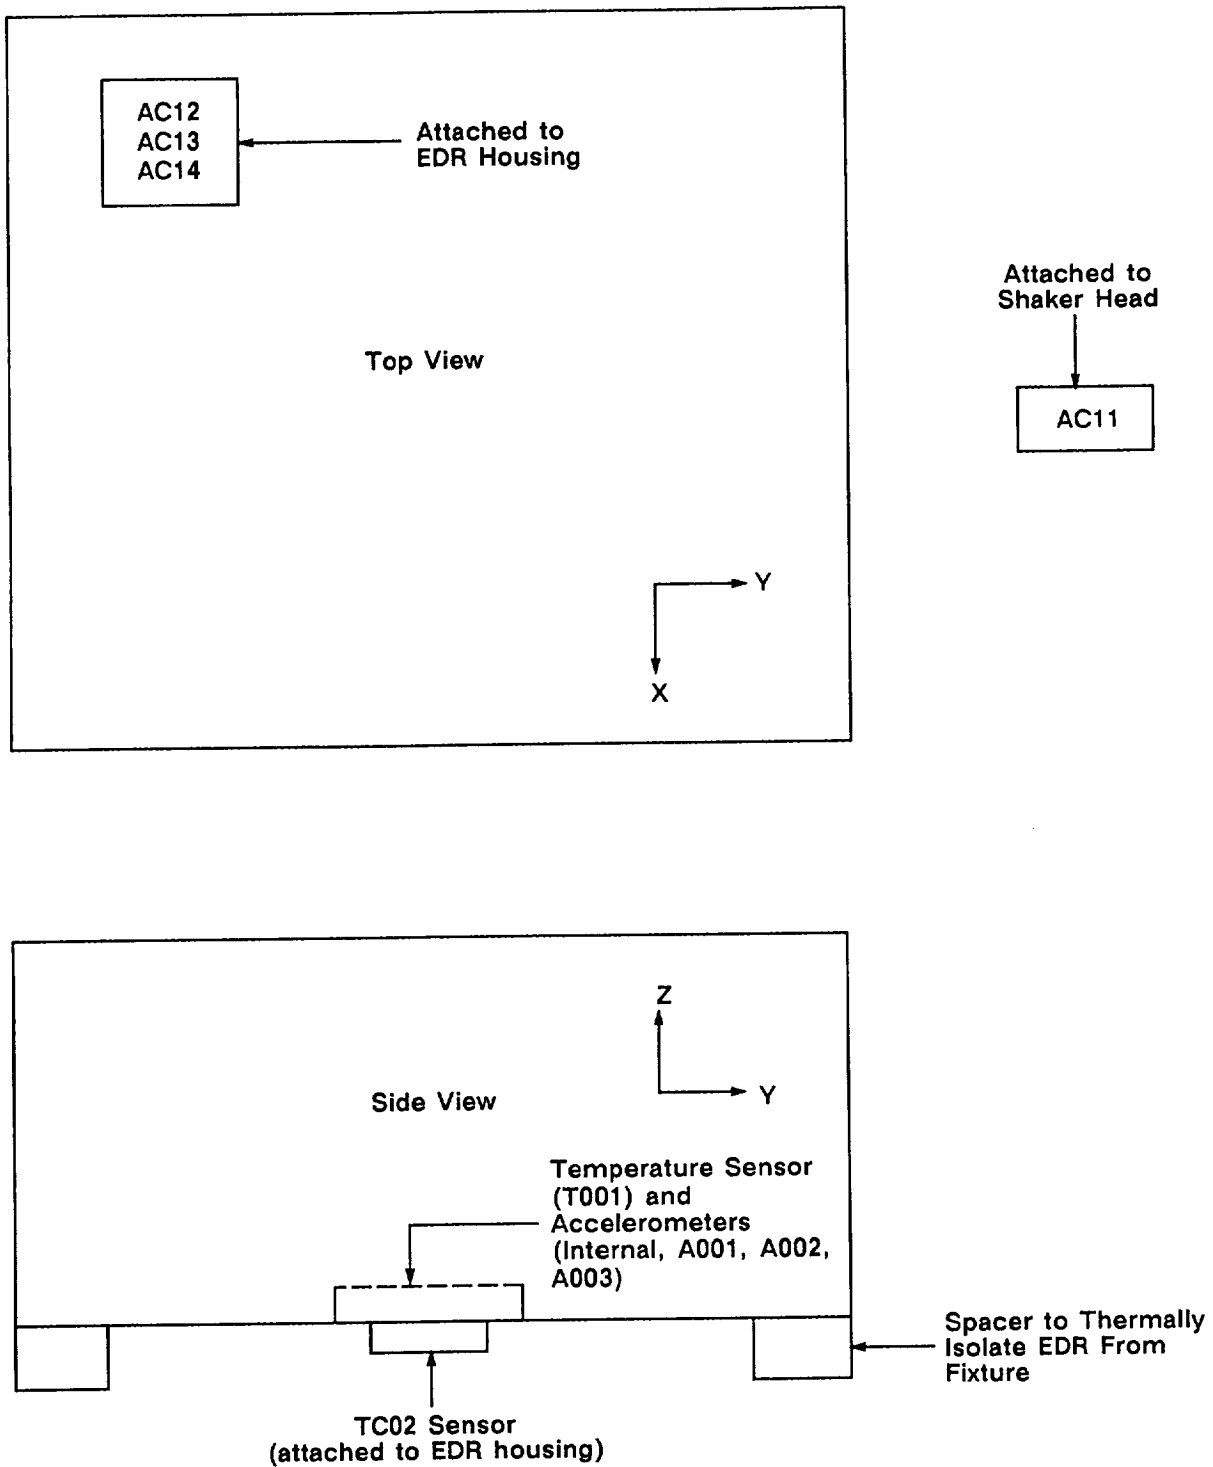 AC12
AC13
AC14
Attached to
EDR Housing
Attached to
Shaker Head
AC11
Top View
Y
X
Z
Y
Side View
Temperature Sensor
(T001) and
Accelerometers
(Internal, A001, A002,
A003)
Spacer to Thermally
Isolate EDR From
Fixture
TC02 Sensor
(attached to EDR housing)